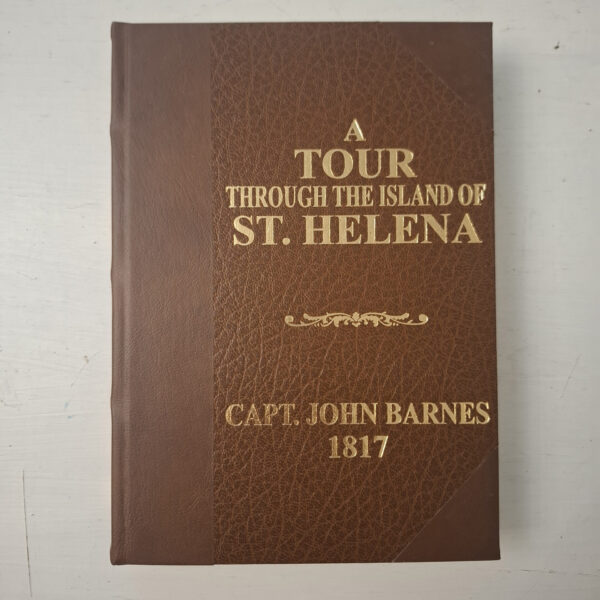 A
TOUR
THROUGH THE ISLAND OF
ST. HELENA
CAPT. JOHN BARNES
1817